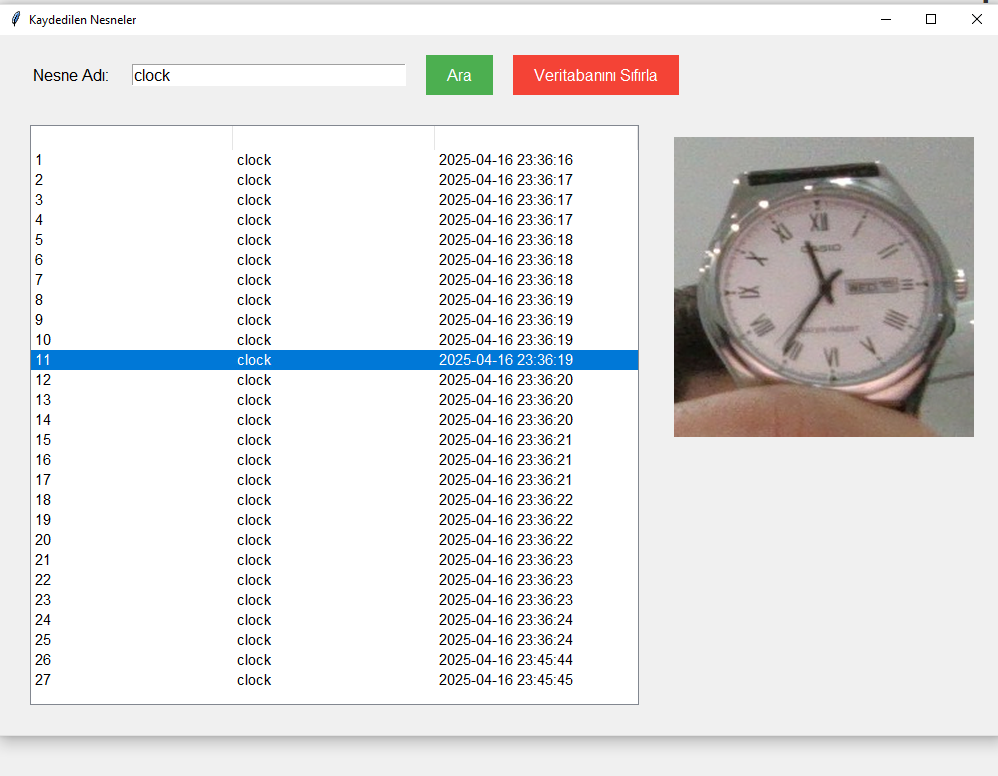 Kaydedilen Nesneler
Nesne Adı: clock Ara Veritabanını Sıfırla
1 clock 2025-04-16 23:36:16
2 clock 2025-04-16 23:36:17
3 clock 2025-04-16 23:36:17
4 clock 2025-04-16 23:36:17
5 clock 2025-04-16 23:36:18
6 clock 2025-04-16 23:36:18
7 clock 2025-04-16 23:36:18
8 clock 2025-04-16 23:36:19
9 clock 2025-04-16 23:36:19
10 clock 2025-04-16 23:36:19
11 clock 2025-04-16 23:36:19
12 clock 2025-04-16 23:36:20
13 clock 2025-04-16 23:36:20
14 clock 2025-04-16 23:36:20
15 clock 2025-04-16 23:36:21
16 clock 2025-04-16 23:36:21
17 clock 2025-04-16 23:36:21
18 clock 2025-04-16 23:36:22
19 clock 2025-04-16 23:36:22
20 clock 2025-04-16 23:36:22
21 clock 2025-04-16 23:36:23
22 clock 2025-04-16 23:36:23
23 clock 2025-04-16 23:36:23
24 clock 2025-04-16 23:36:24
25 clock 2025-04-16 23:36:24
26 clock 2025-04-16 23:45:44
27 clock 2025-04-16 23:45:45
XII
I
II
III
IIII
V
VI
VII
VIII
IX
X
XI
CASIO
WATER RESIST